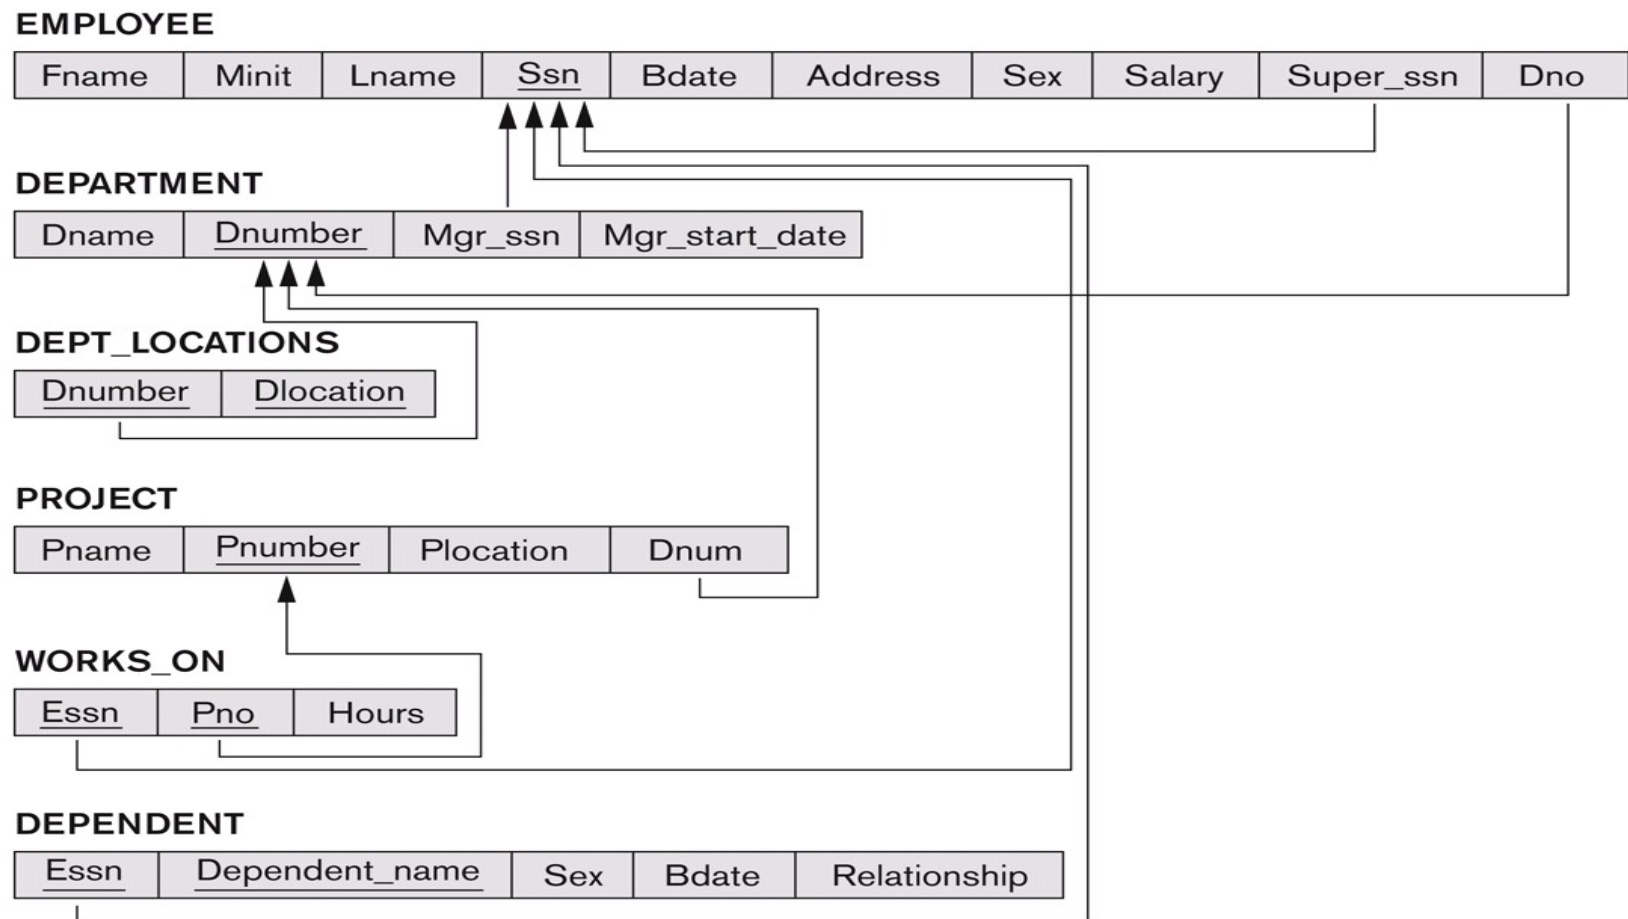 EMPLOYEE
Fname Minit Lname Ssn Bdate Address Sex Salary Super_ssn Dno
DEPARTMENT
Dname Dnumber Mgr_ssn Mgr_start_date
DEPT_LOCATIONS
Dnumber Dlocation
PROJECT
Pname Pnumber Plocation Dnum
WORKS_ON
Essn Pno Hours
DEPENDENT
Essn Dependent_name Sex Bdate Relationship